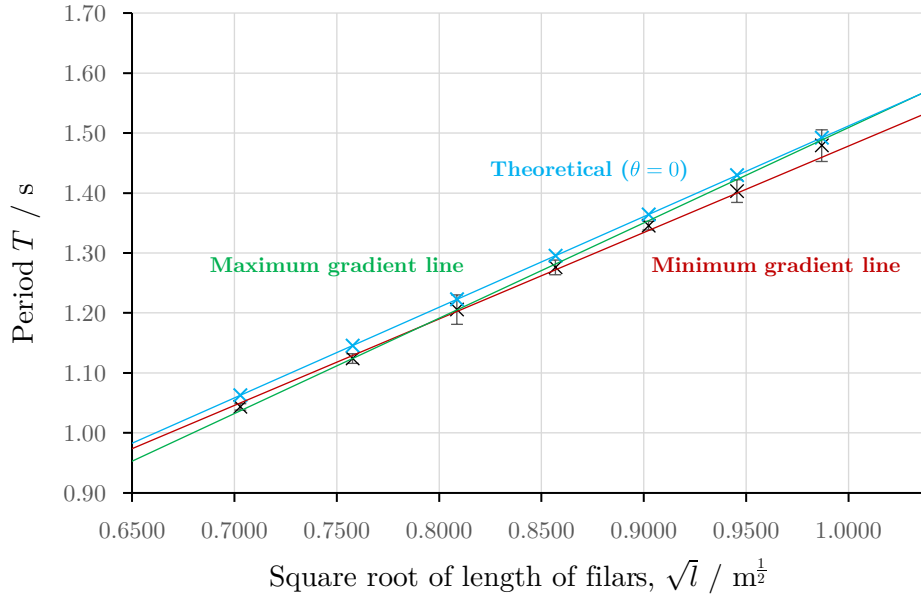 1.70
1.60
1.50
1.40
1.30
1.20
1.10
1.00
0.90
Period T / s
Theoretical (θ = 0)
Maximum gradient line
Minimum gradient line
0.6500 0.7000 0.7500 0.8000 0.8500 0.9000 0.9500 1.0000
Square root of length of filars, √l / m^½